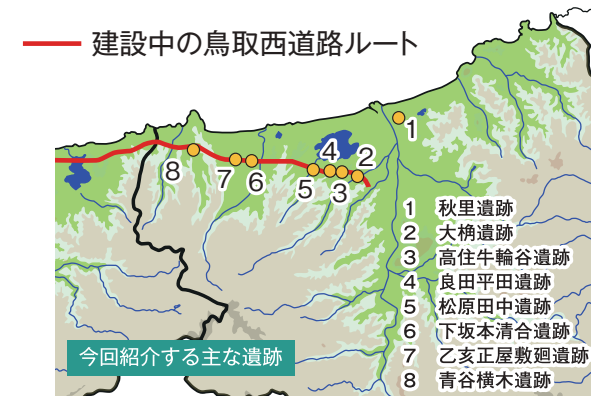 建設中の鳥取西道路ルート
1
2
4
8
7
6
5
3
1 秋里遺跡
2 大桷遺跡
3 高住牛輪谷遺跡
4 良田平田遺跡
5 松原田中遺跡
6 下坂本清合遺跡
7 乙亥正屋敷廻遺跡
8 青谷横木遺跡
今回紹介する主な遺跡